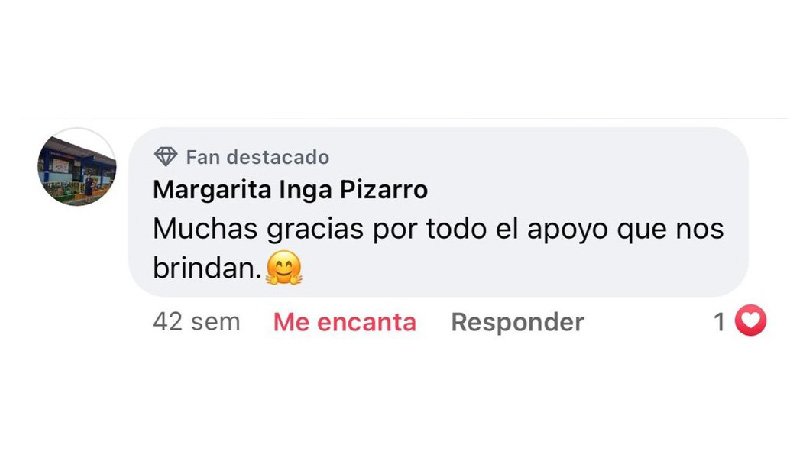 Fan destacado
Margarita Inga Pizarro
Muchas gracias por todo el apoyo que nos
brindan.🤗
42 sem Me encanta Responder 1